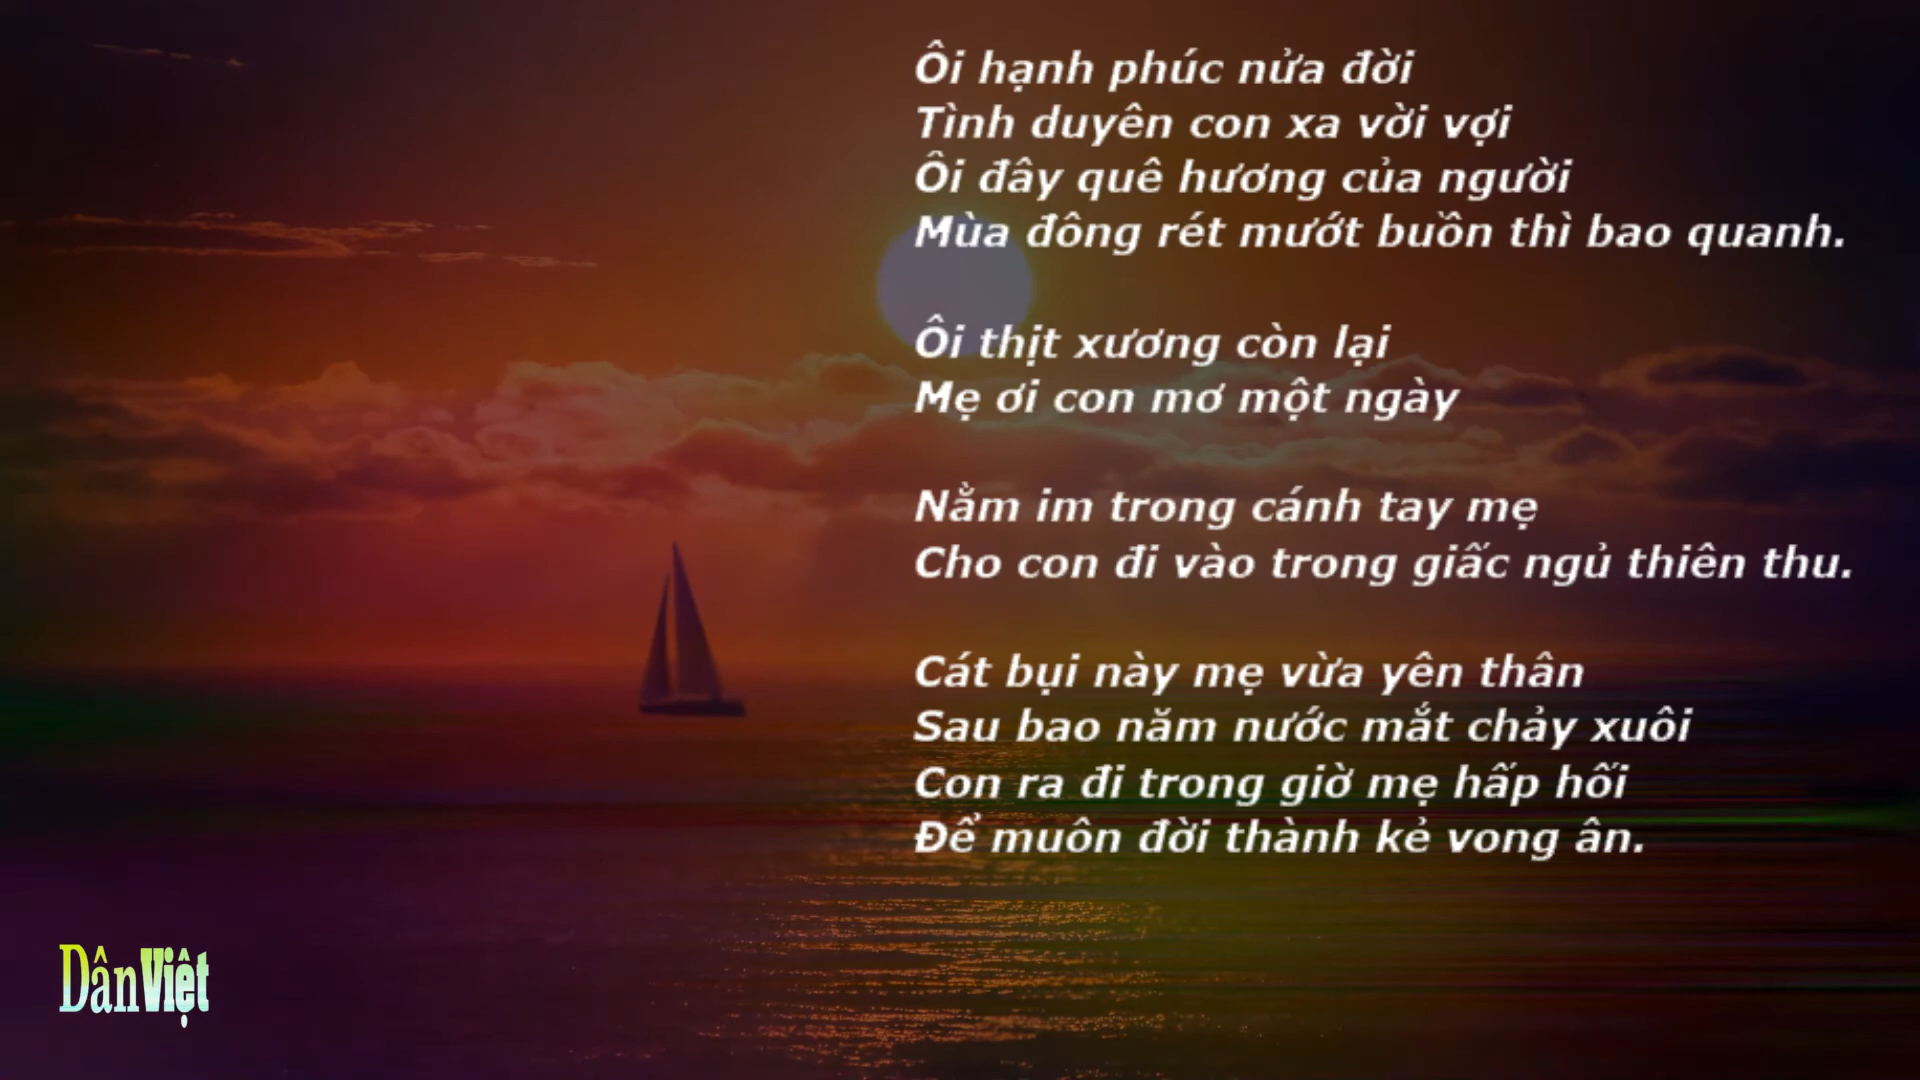 Ôi hạnh phúc nửa đời
Tình duyên con xa vời vợi
Ôi đây quê hương của người
Mùa đông rét mướt buồn thì bao quanh.
Ôi thịt xương còn lại
Mẹ ơi con mơ một ngày
Nằm im trong cánh tay mẹ
Cho con đi vào trong giấc ngủ thiên thu.
Cát bụi này mẹ vừa yên thân
Sau bao năm nước mắt chảy xuôi
Con ra đi trong giờ mẹ hấp hối
Để muôn đời thành kẻ vong ân.
DânViệt